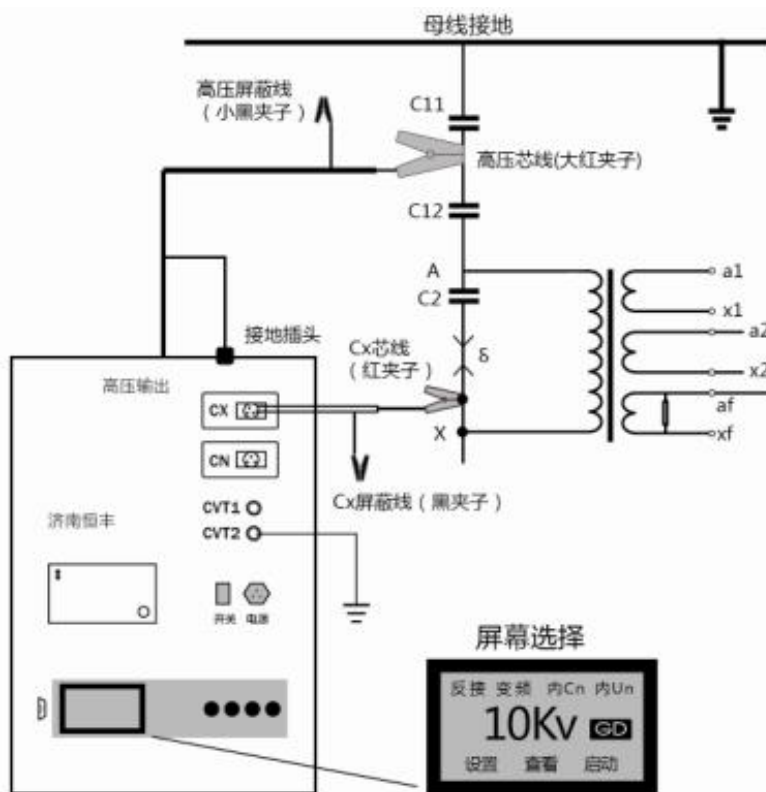 母线接地
高压屏蔽线
（小黑夹子）
C11
高压芯线(大红夹子)
C12
A
C2
a1
x1
a2
x2
af
xf
接地插头
Cx芯线
（红夹子）
δ
高压输出
CX
X
CN
Cx屏蔽线（黑夹子）
CVT1
济南恒丰
CVT2
开关
电源
屏幕选择
反接 变频 内Cn 内Un
10Kv GD
设置 查看 启动